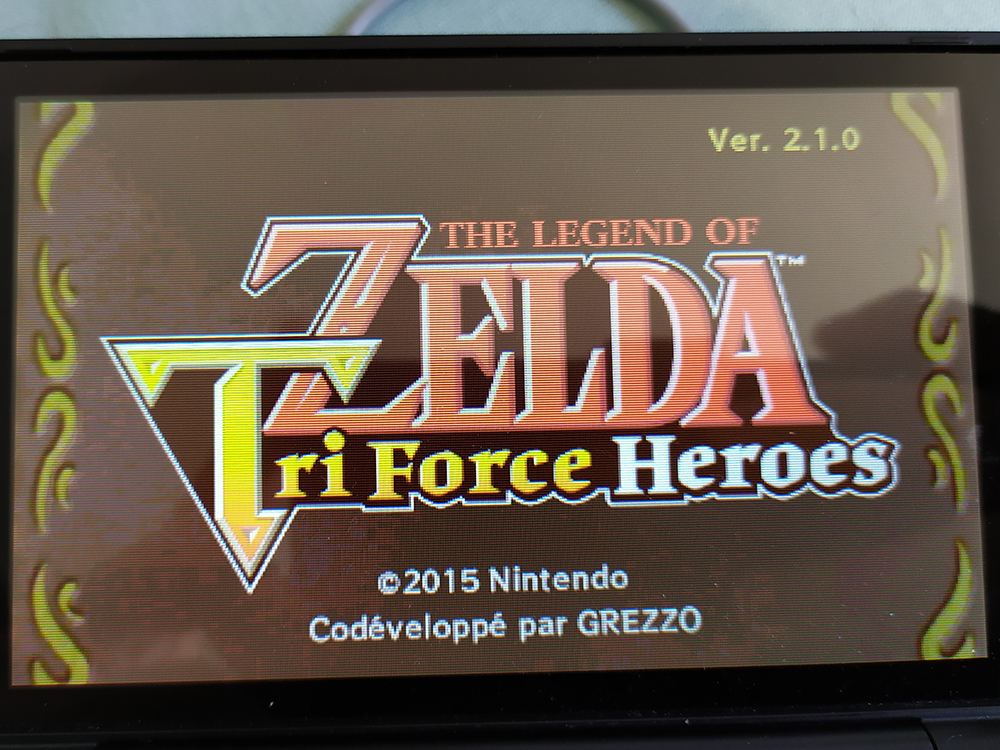 Ver. 2.1.0
THE LEGEND OF
ZELDA™
Tri Force Heroes
©2015 Nintendo
Codéveloppé par GREZZO